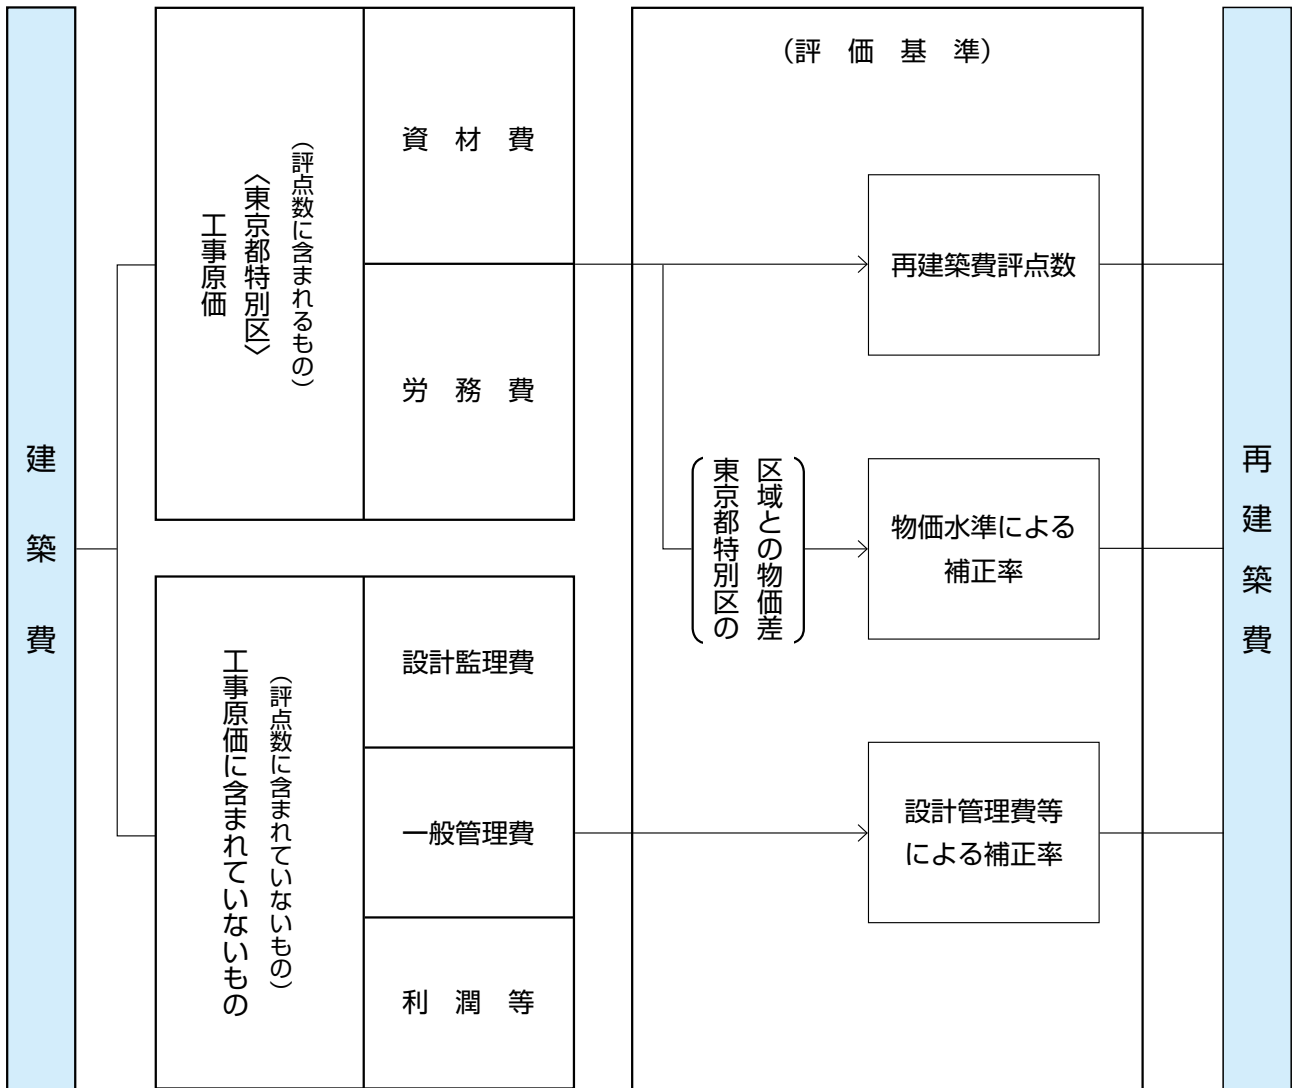 建築費
工事原価
〈東京都特別区〉
(評点数に含まれるもの)
資材費
労務費
工事原価に含まれていないもの
(評点数に含まれていないもの)
設計監理費
一般管理費
利潤等
(評価基準)
再建築費評点数
東京都特別区の
区域との物価差
物価水準による
補正率
設計管理費等
による補正率
再建築費